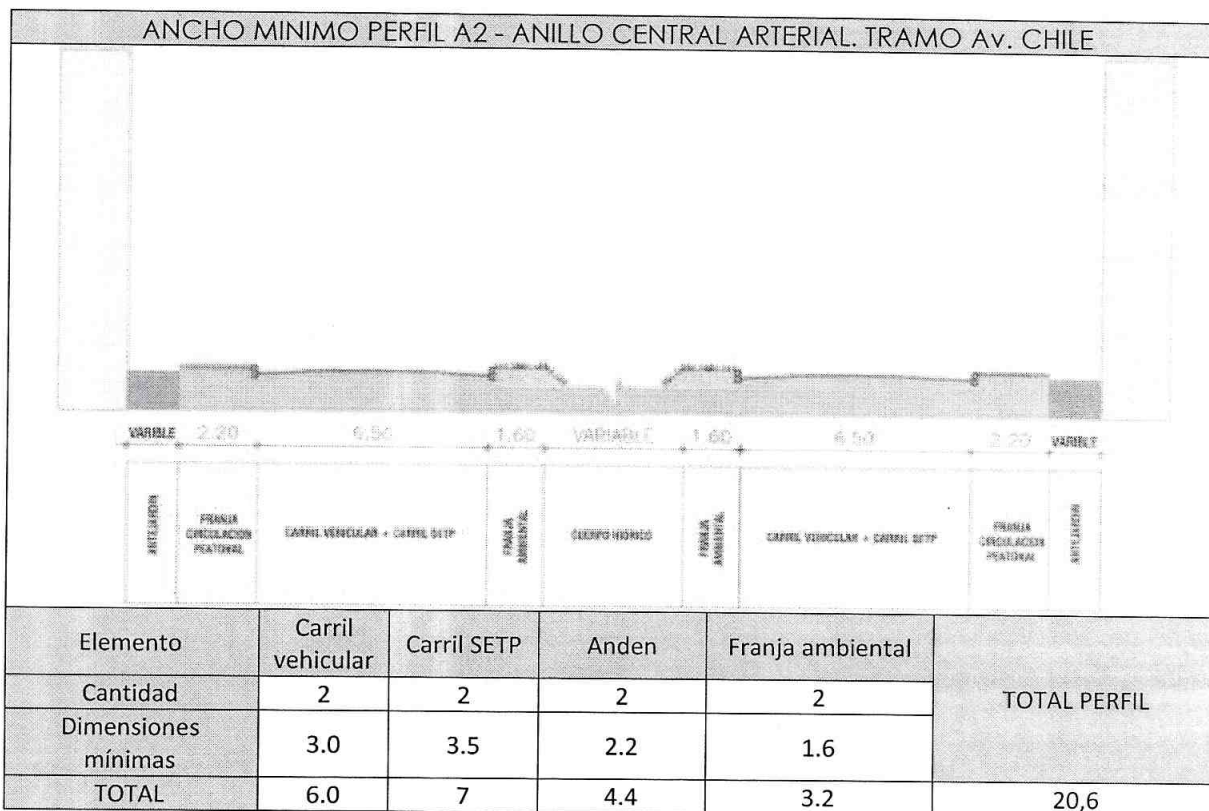 ANCHO MINIMO PERFIL A2 - ANILLO CENTRAL ARTERIAL. TRAMO Av. CHILE
VARIBLE 2.20 6.50 1.60 VARIABLE 1.60 6.50 2.20 VARIBLE
ANTEJARDIN
FRANJA CIRCULACION PEATONAL
CARRIL VEHICULAR + CARRIL SETP
FRANJA AMBIENTAL
CUERPO HIDRICO
FRANJA AMBIENTAL
CARRIL VEHICULAR + CARRIL SETP
FRANJA CIRCULACION PEATONAL
ANTEJARDIN
Elemento Carril vehicular Carril SETP Anden Franja ambiental TOTAL PERFIL
Cantidad 2 2 2 2
Dimensiones mínimas 3.0 3.5 2.2 1.6
TOTAL 6.0 7 4.4 3.2 20,6